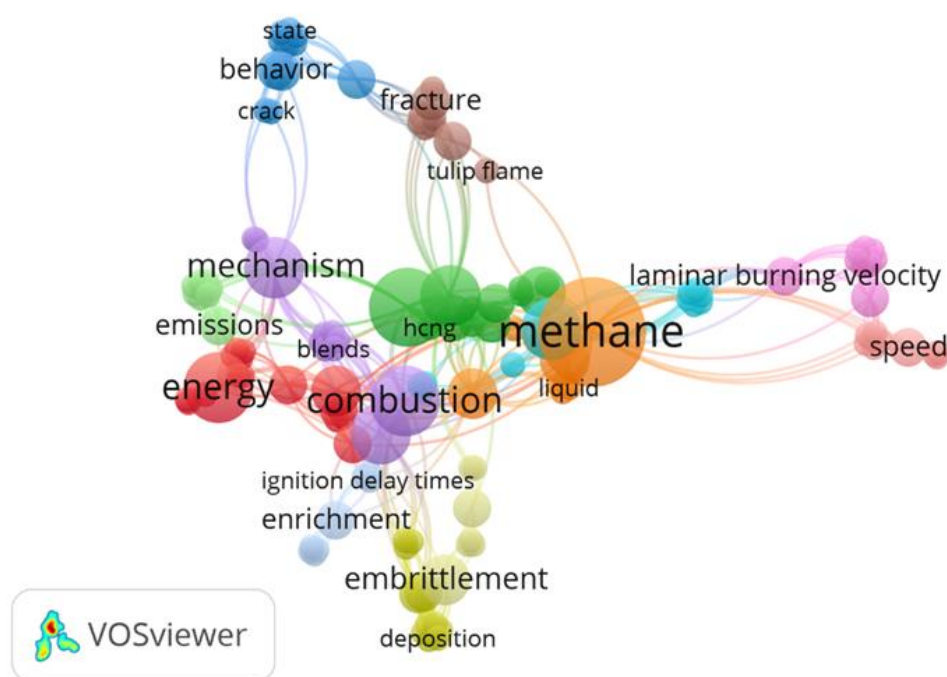 state
behavior
crack
fracture
tulip flame
mechanism
laminar burning velocity
emissions
hcng
methane
blends
speed
energy
combustion
liquid
ignition delay times
enrichment
embrittlement
deposition
VOSviewer